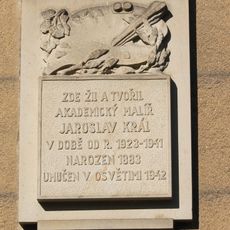 ZDE ŽIL A TVOŘIL
AKADEMICKÝ MALÍŘ
JAROSLAV KRÁL
V DOBĚ OD R. 1923-1941
NAROZEN 1883
UMUČEN V OSVĚTIMI 1942